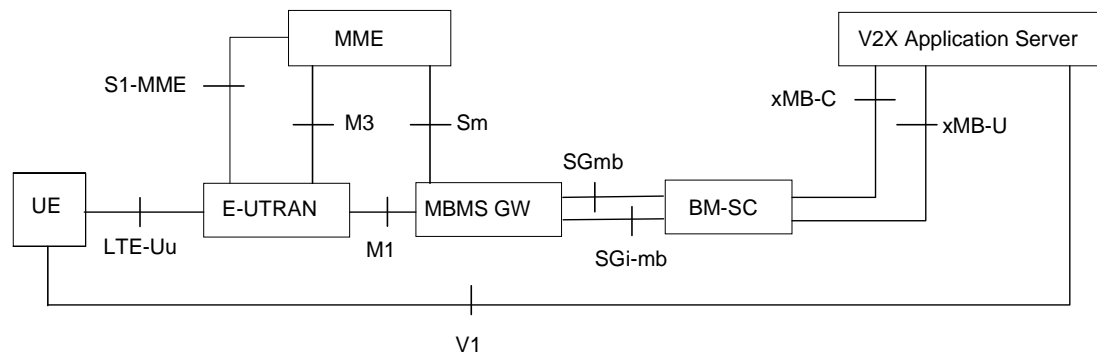 MME
V2X Application Server
S1-MME
xMB-C
M3
Sm
xMB-U
SGmb
UE
E-UTRAN
MBMS GW
BM-SC
LTE-Uu
M1
SGi-mb
V1